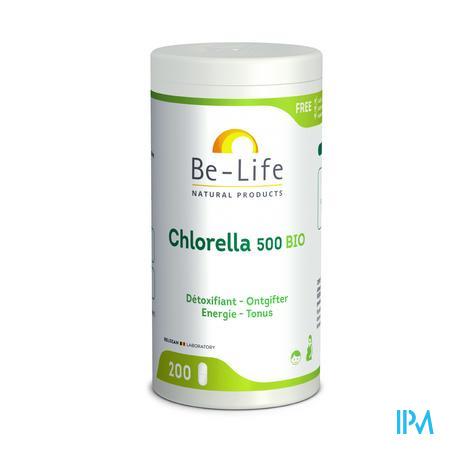 FREE
Be-Life
NATURAL PRODUCTS
Chlorella 500 BIO
Détoxifiant - Ontgifter
Energie - Tonus
BELGIAN LABORATORY
200
IPM